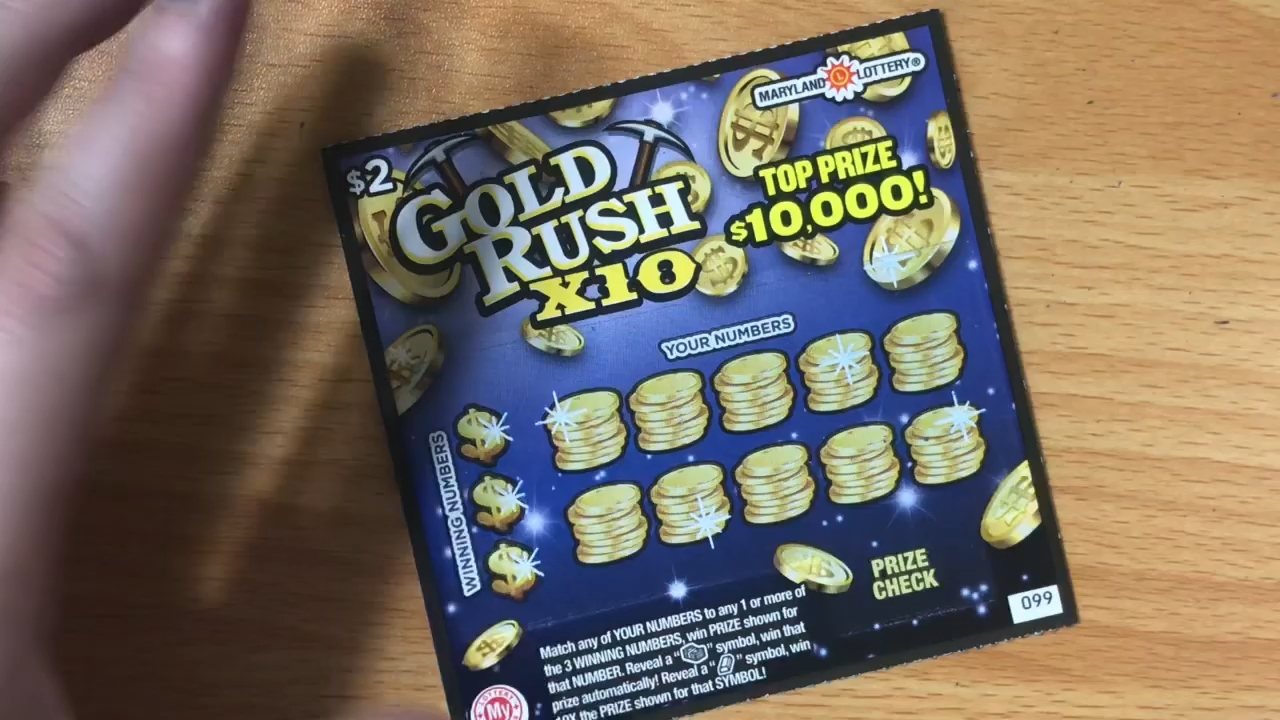 MARYLAND LOTTERY®
$2
GOLD
RUSH
X10
TOP PRIZE
$10,000!
YOUR NUMBERS
WINNING NUMBERS
PRIZE
CHECK
099
Match any of YOUR NUMBERS to any 1 or more of
the 3 WINNING NUMBERS, win PRIZE shown for
that NUMBER. Reveal a " " symbol, win that
prize automatically! Reveal a " " symbol, win
10X the PRIZE shown for that SYMBOL!
LOTTERY
My